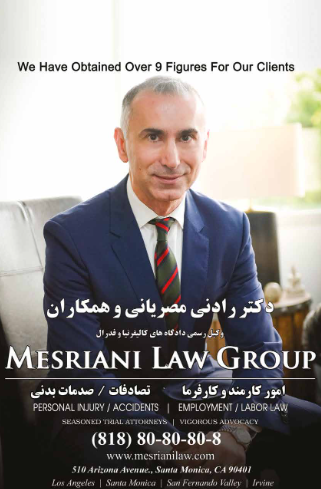 We Have Obtained Over 9 Figures For Our Clients
دکتر رادنی مصریانی و همکاران
وکیل رسمی دادگاه های کالیفرنیا و فدرال
MESRIANI LAW GROUP
امور کارمند و کارفرما تصادفات / صدمات بدنی
PERSONAL INJURY / ACCIDENTS | EMPLOYMENT / LABOR LAW
SEASONED TRIAL ATTORNEYS | VIGOROUS ADVOCACY
(818) 80-80-80-8
www.mesrianilaw.com
510 Arizona Avenue., Santa Monica, CA 90401
Los Angeles | Santa Monica | San Fernando Valley | Irvine